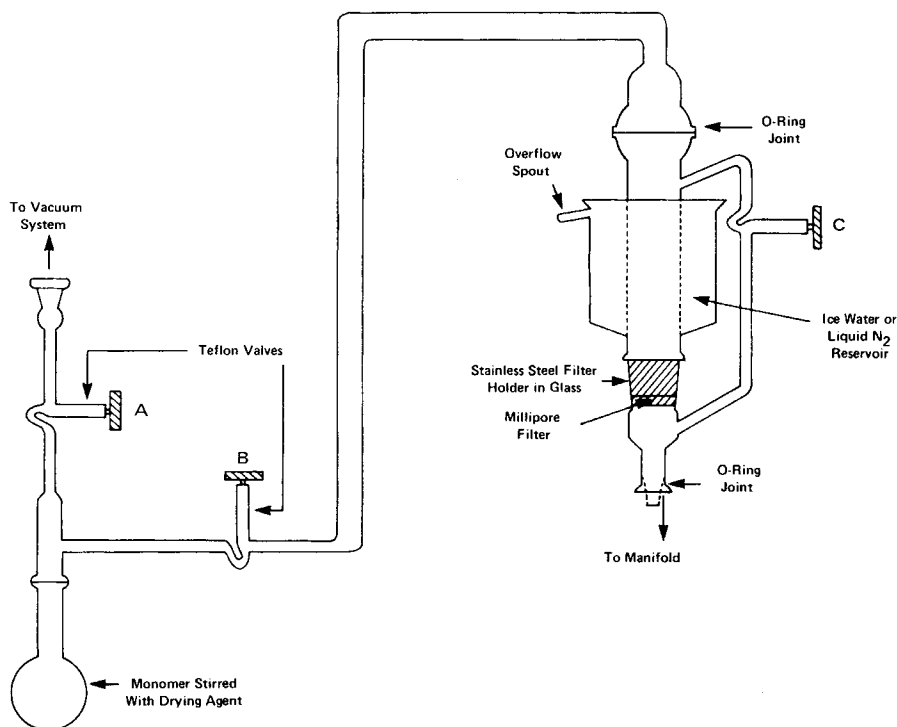 O-Ring
Joint
Overflow
Spout
To Vacuum
System
C
Ice Water or
Liquid N2
Reservoir
Teflon Valves
Stainless Steel Filter
Holder in Glass
A
Millipore
Filter
B
O-Ring
Joint
To Manifold
Monomer Stirred
With Drying Agent